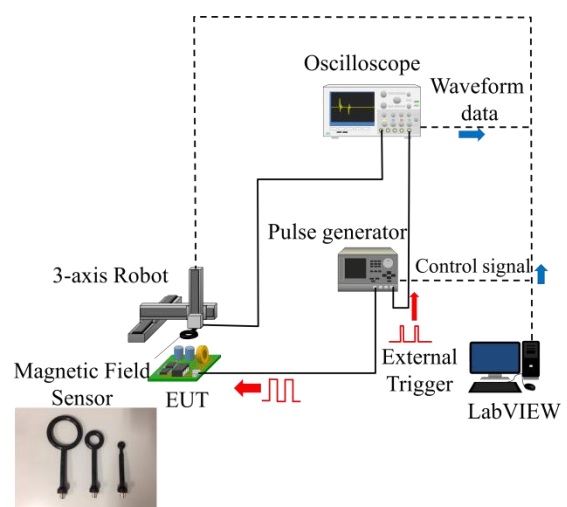 Oscilloscope
Waveform
data
Pulse generator
Control signal
3-axis Robot
External
Trigger
Magnetic Field
Sensor
EUT
LabVIEW